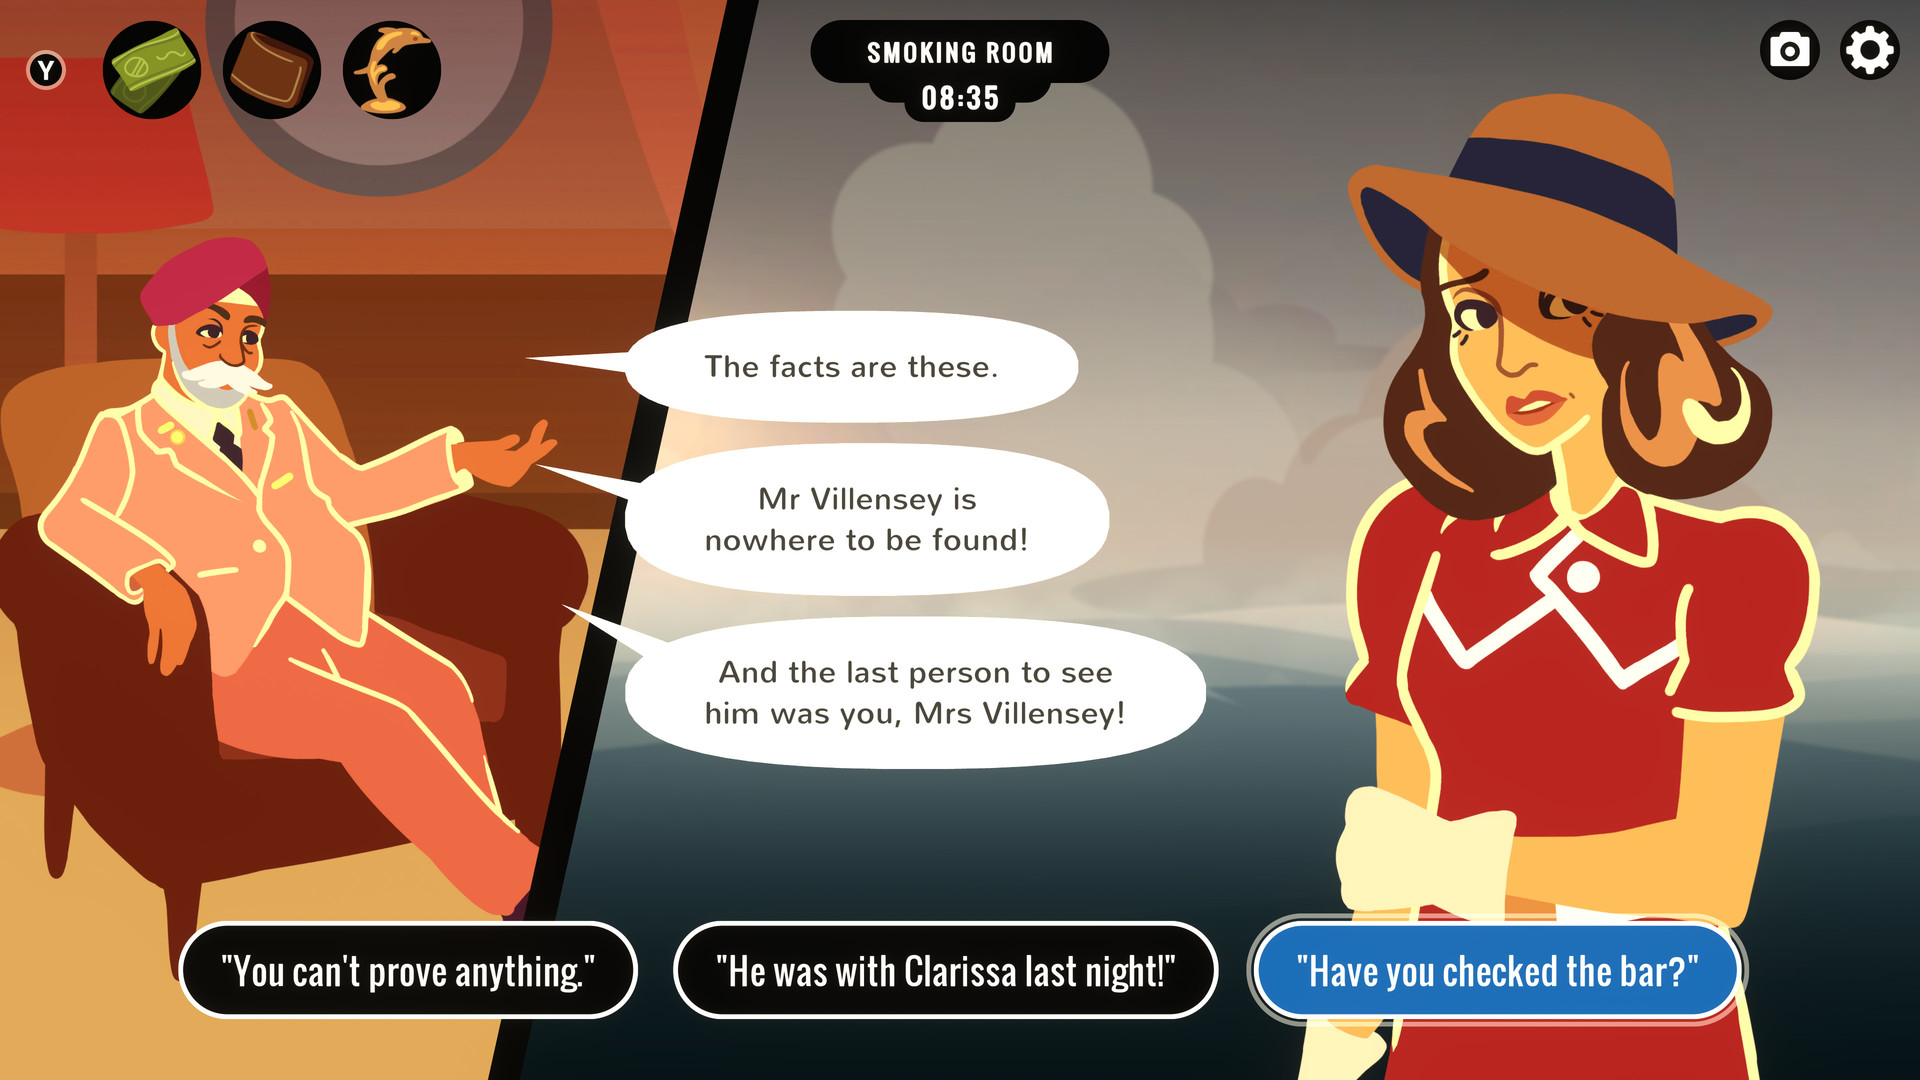 Y
SMOKING ROOM
08:35
The facts are these.
Mr Villensey is
nowhere to be found!
And the last person to see
him was you, Mrs Villensey!
"You can't prove anything."
"He was with Clarissa last night!"
"Have you checked the bar?"